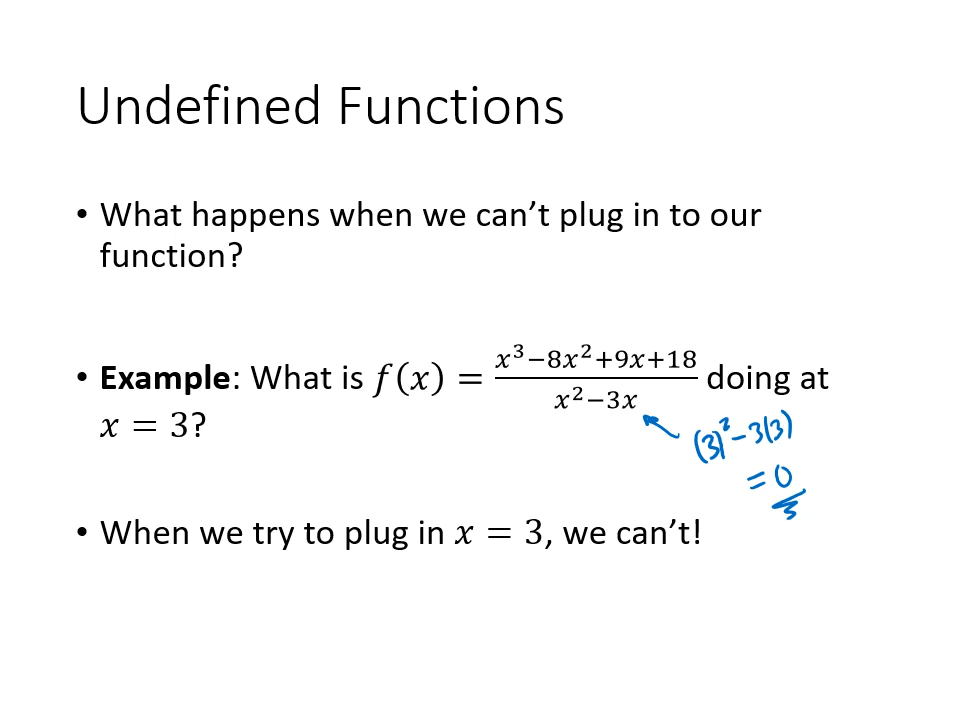 Undefined Functions
• What happens when we can’t plug in to our
function?
• Example: What is f(x) = (x³−8x²+9x+18)/(x²−3x) doing at
x = 3?
(3)² - 3(3)
= 0
• When we try to plug in x = 3, we can’t!